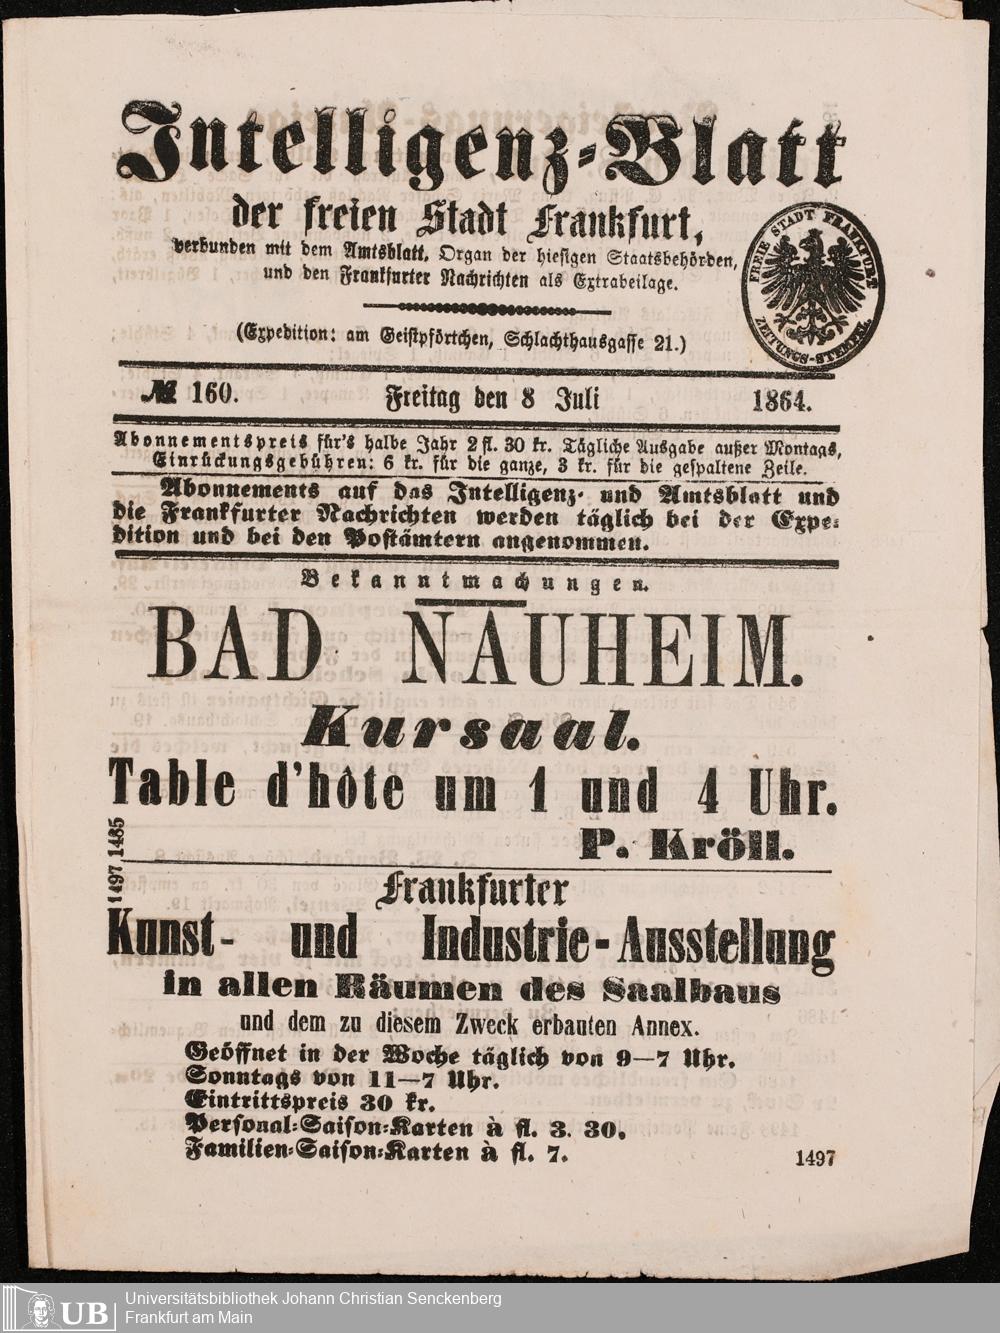 Intelligenz-Blatt
der freien Stadt Frankfurt,
verbunden mit dem Amtsblatt, Organ der hiesigen Staatsbehörden,
und den Frankfurter Nachrichten als Extrabeilage.
FREIE STADT FRANKFURT
ZEITUNGS-STEMPEL
(Expedition: am Geistpförtchen, Schlachthausgasse 21.)
№ 160. Freitag den 8 Juli 1864.
Abonnementspreis für's halbe Jahr 2 fl. 30 kr. Tägliche Ausgabe außer Montags,
Einrückungsgebühren: 6 kr. für die ganze, 3 kr. für die gespaltene Zeile.
Abonnements auf das Intelligenz- und Amtsblatt und
die Frankfurter Nachrichten werden täglich bei der Expe-
dition und bei den Postämtern angenommen.
Bekanntmachungen.
BAD NAUHEIM.
Kursaal.
Table d'hôte um 1 und 4 Uhr.
P. Kröll.
1497, 1485
Frankfurter
Kunst- und Industrie-Ausstellung
in allen Räumen des Saalbaus
und dem zu diesem Zweck erbauten Annex.
Geöffnet in der Woche täglich von 9—7 Uhr.
Sonntags von 11—7 Uhr.
Eintrittspreis 30 kr.
Personal-Saison-Karten à fl. 3. 30.
Familien-Saison-Karten à fl. 7.
1497
UB
Universitätsbibliothek Johann Christian Senckenberg
Frankfurt am Main